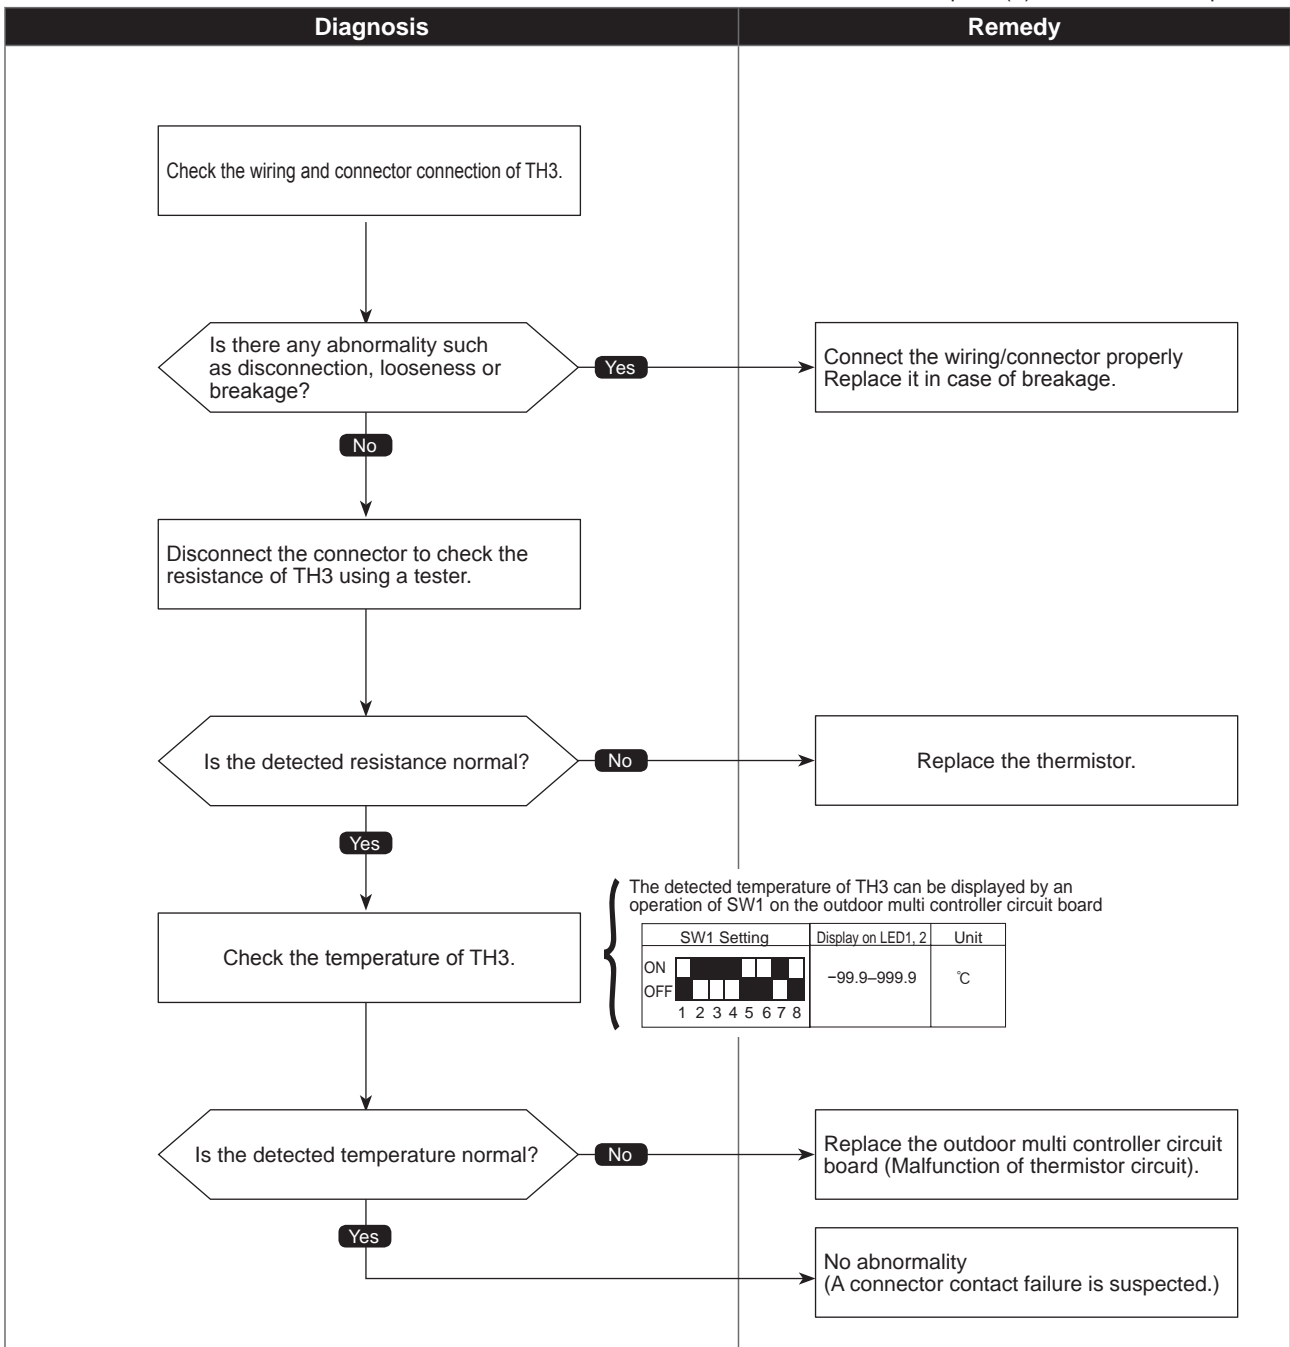 Diagnosis
Remedy
Check the wiring and connector connection of TH3.
Is there any abnormality such
as disconnection, looseness or
breakage?
Yes
Connect the wiring/connector properly
Replace it in case of breakage.
No
Disconnect the connector to check the
resistance of TH3 using a tester.
Is the detected resistance normal?
No
Replace the thermistor.
Yes
The detected temperature of TH3 can be displayed by an
operation of SW1 on the outdoor multi controller circuit board
Check the temperature of TH3.
SW1 Setting
Display on LED1, 2
Unit
ON
OFF
1 2 3 4 5 6 7 8
−99.9–999.9
℃
Is the detected temperature normal?
No
Replace the outdoor multi controller circuit
board (Malfunction of thermistor circuit).
Yes
No abnormality
(A connector contact failure is suspected.)